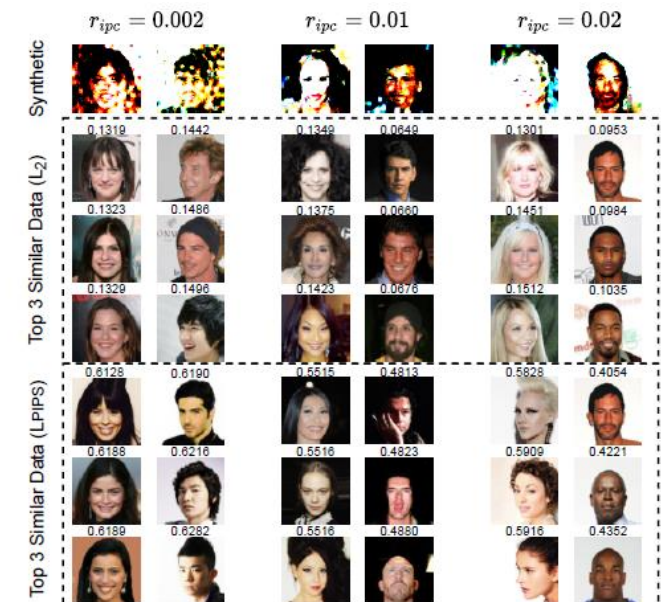 r_ipc = 0.002 r_ipc = 0.01 r_ipc = 0.02
Synthetic
Top 3 Similar Data (L₂)
0.1319 0.1442 0.1349 0.0649 0.1301 0.0953
0.1323 0.1486 0.1375 0.0660 0.1451 0.0984
0.1329 0.1496 0.1423 0.0676 0.1512 0.1035
Top 3 Similar Data (LPIPS)
0.6128 0.6190 0.5515 0.4813 0.5828 0.4054
0.6188 0.6216 0.5516 0.4823 0.5909 0.4221
0.6189 0.6282 0.5516 0.4880 0.5916 0.4352